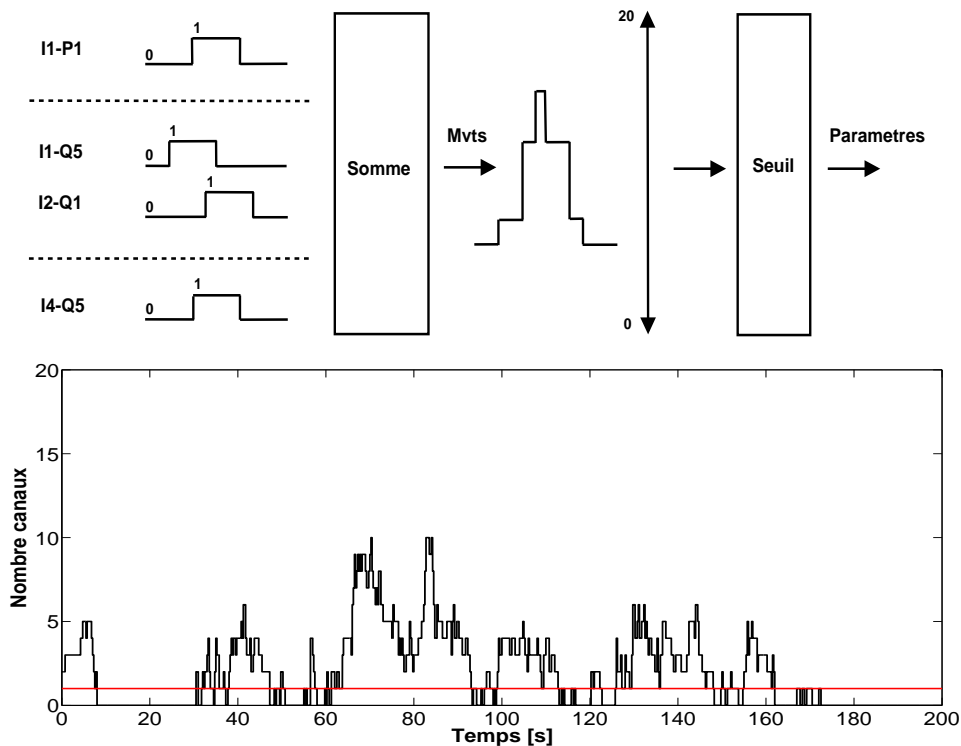 I1-P1
0
1
I1-Q5
0
1
I2-Q1
0
1
I4-Q5
0
1
Somme
Mvts
20
0
Seuil
Parametres
20
15
10
5
0
Nombre canaux
0 20 40 60 80 100 120 140 160 180 200
Temps [s]